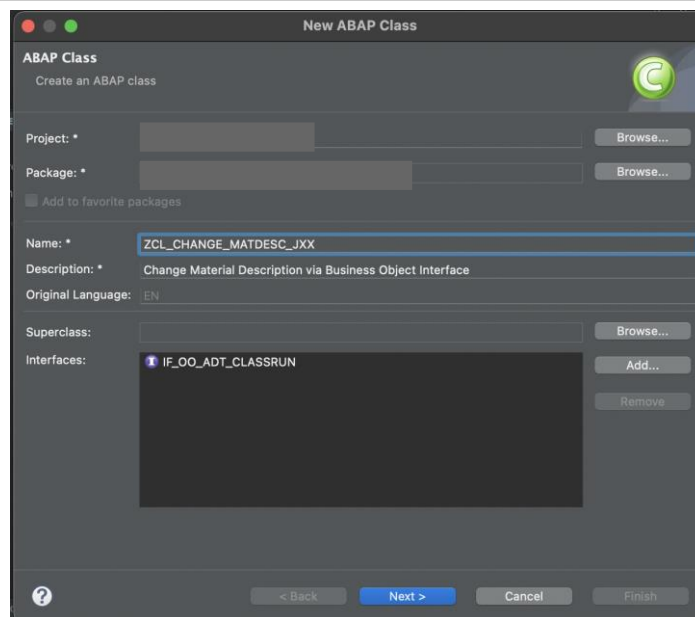 New ABAP Class
ABAP Class
Create an ABAP class
Project: *
Browse...
Package: *
Browse...
Add to favorite packages
Name: *
ZCL_CHANGE_MATDESC_JXX
Description: *
Change Material Description via Business Object Interface
Original Language:
EN
Superclass:
Browse...
Interfaces:
IF_OO_ADT_CLASSRUN
Add...
Remove
?
< Back
Next >
Cancel
Finish